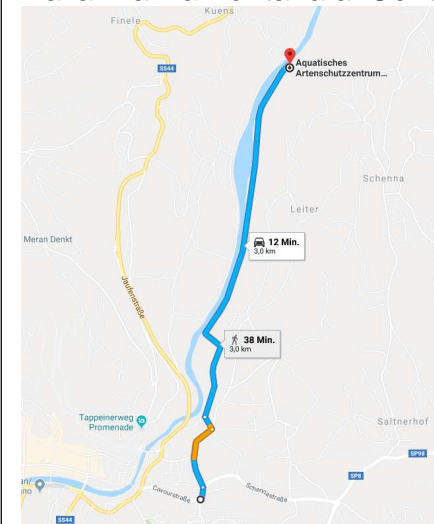 Kuens
Finele
SS44
Aquatisches
Artenschutzzentrum...
Schenna
Leiter
12 Min.
3,0 km
Meran Denkt
Jaufenstraße
38 Min.
3,0 km
Tappeinerweg
Promenade
Saltnerhof
SP98
SP8
Cavourstraße
Schennastraße
SS44